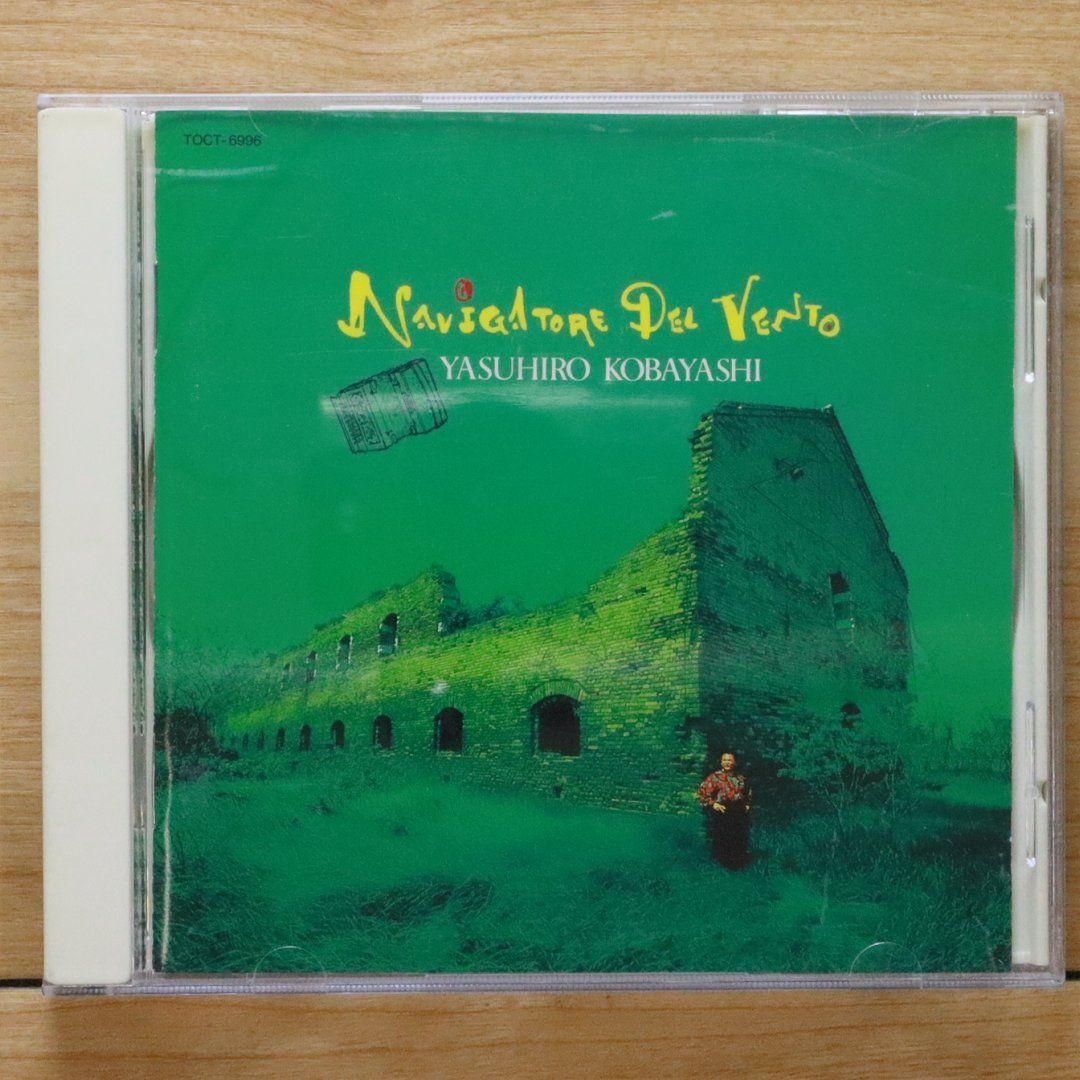 TOCT-6996
NAVIGATORE DEL VENTO
YASUHIRO KOBAYASHI